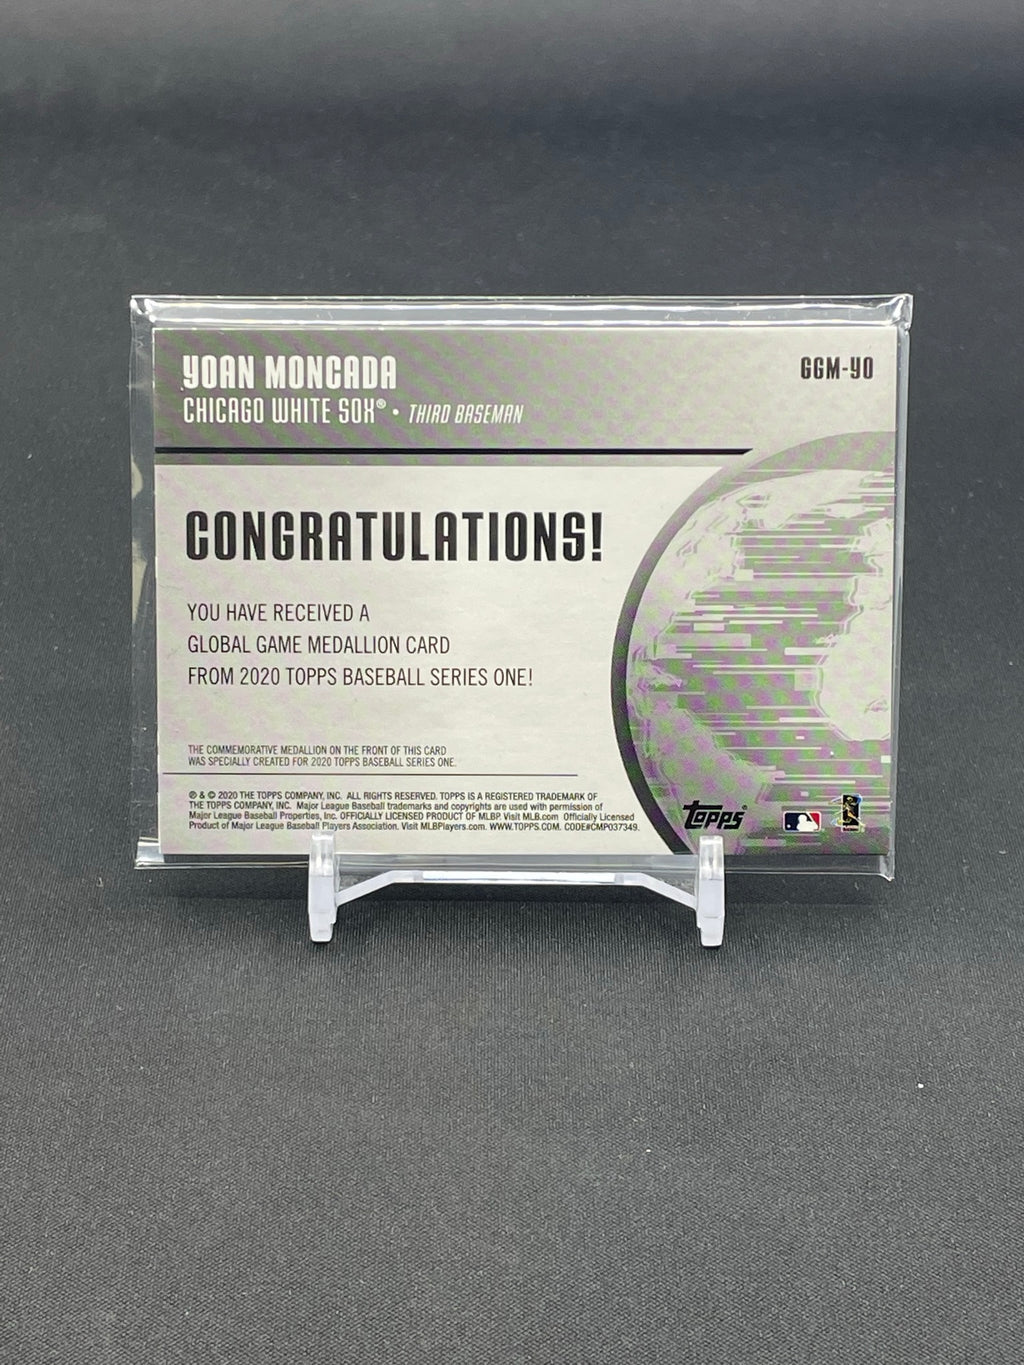 YOAN MONCADA
GGM-YO
CHICAGO WHITE SOX® • THIRD BASEMAN
CONGRATULATIONS!
YOU HAVE RECEIVED A
GLOBAL GAME MEDALLION CARD
FROM 2020 TOPPS BASEBALL SERIES ONE!
THE COMMEMORATIVE MEDALLION ON THE FRONT OF THIS CARD
WAS SPECIALLY CREATED FOR 2020 TOPPS BASEBALL SERIES ONE.
℗ & © 2020 THE TOPPS COMPANY, INC. ALL RIGHTS RESERVED. TOPPS IS A REGISTERED TRADEMARK OF
THE TOPPS COMPANY, INC. Major League Baseball trademarks and copyrights are used with permission of
Major League Baseball Properties, Inc. OFFICIALLY LICENSED PRODUCT OF MLBP. Visit MLB.com Officially Licensed
Product of Major League Baseball Players Association. Visit MLBPlayers.com. WWW.TOPPS.COM. CODE#CMP037349.
Topps®